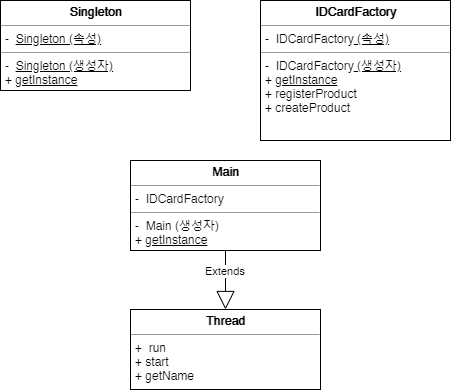 Singleton
- Singleton (속성)
- Singleton (생성자)
+ getInstance
IDCardFactory
- IDCardFactory (속성)
- IDCardFactory (생성자)
+ getInstance
+ registerProduct
+ createProduct
Main
- IDCardFactory
- Main (생성자)
+ getInstance
Extends
Thread
+ run
+ start
+ getName